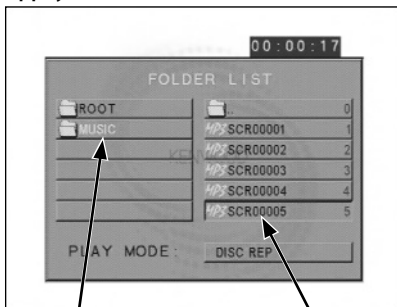 00:00:17
FOLDER LIST
ROOT
MUSIC
.. 0
MP3 SCR00001 1
MP3 SCR00002 2
MP3 SCR00003 3
MP3 SCR00004 4
MP3 SCR00005 5
PLAY MODE: DISC REP